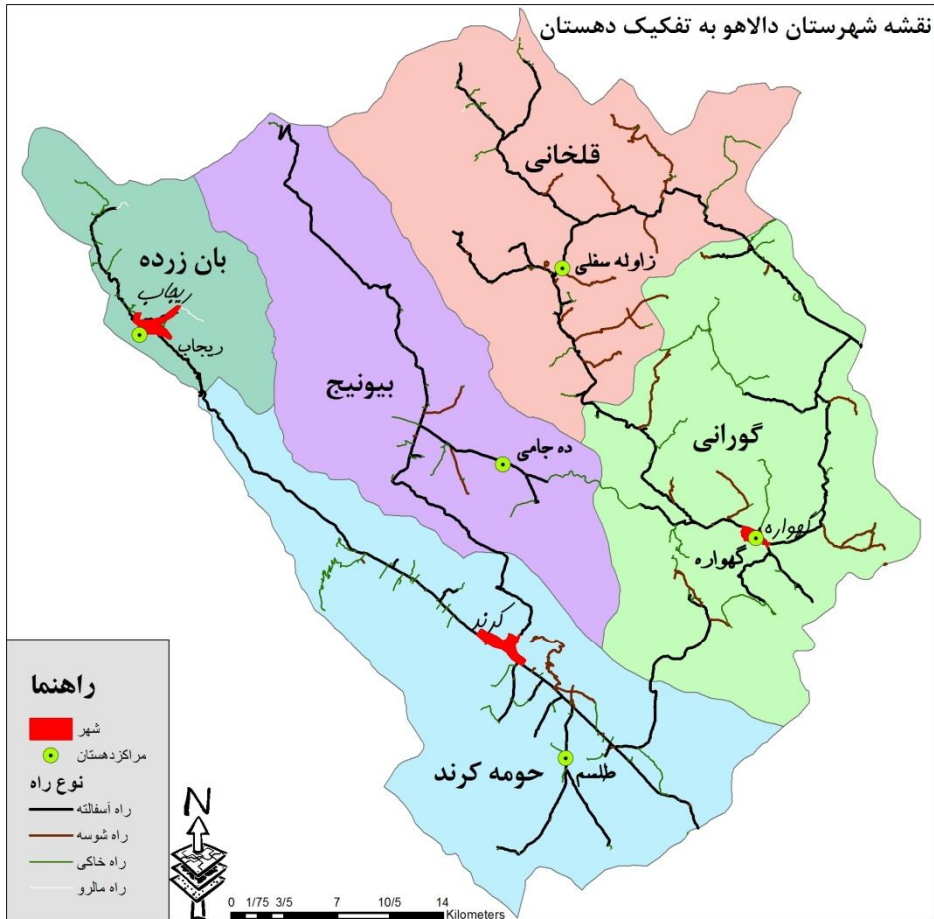 نقشه شهرستان دالاهو به تفکیک دهستان
قلخانی
زاوله سفلی
بان زرده
ریجاب
ریجاب
بیونیج
ده جامی
گورانی
گهواره
گهواره
کرند
حومه کرند
طلسم
راهنما
شهر
مراکزدهستان
نوع راه
راه آسفالته
راه شوسه
راه خاکی
راه مالرو
N
0 1/75 3/5 7 10/5 14
Kilometers